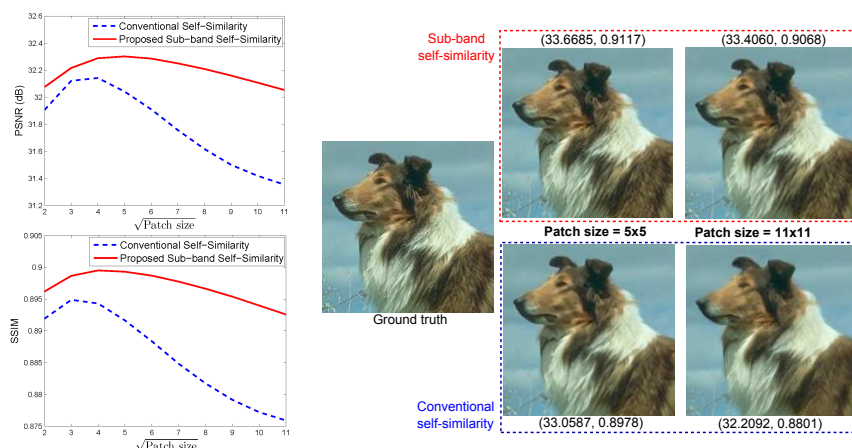 32.6
32.4
32.2
32
31.8
31.6
31.4
31.2
PSNR (dB)
Conventional Self-Similarity
Proposed Sub-band Self-Similarity
2 3 4 5 6 7 8 9 10 11
√Patch size
0.905
0.9
0.895
0.89
0.885
0.88
0.875
SSIM
Conventional Self-Similarity
Proposed Sub-band Self-Similarity
2 3 4 5 6 7 8 9 10 11
√Patch size
Ground truth
Sub-band
self-similarity
(33.6685, 0.9117) (33.4060, 0.9068)
Patch size = 5x5 Patch size = 11x11
Conventional
self-similarity
(33.0587, 0.8978) (32.2092, 0.8801)